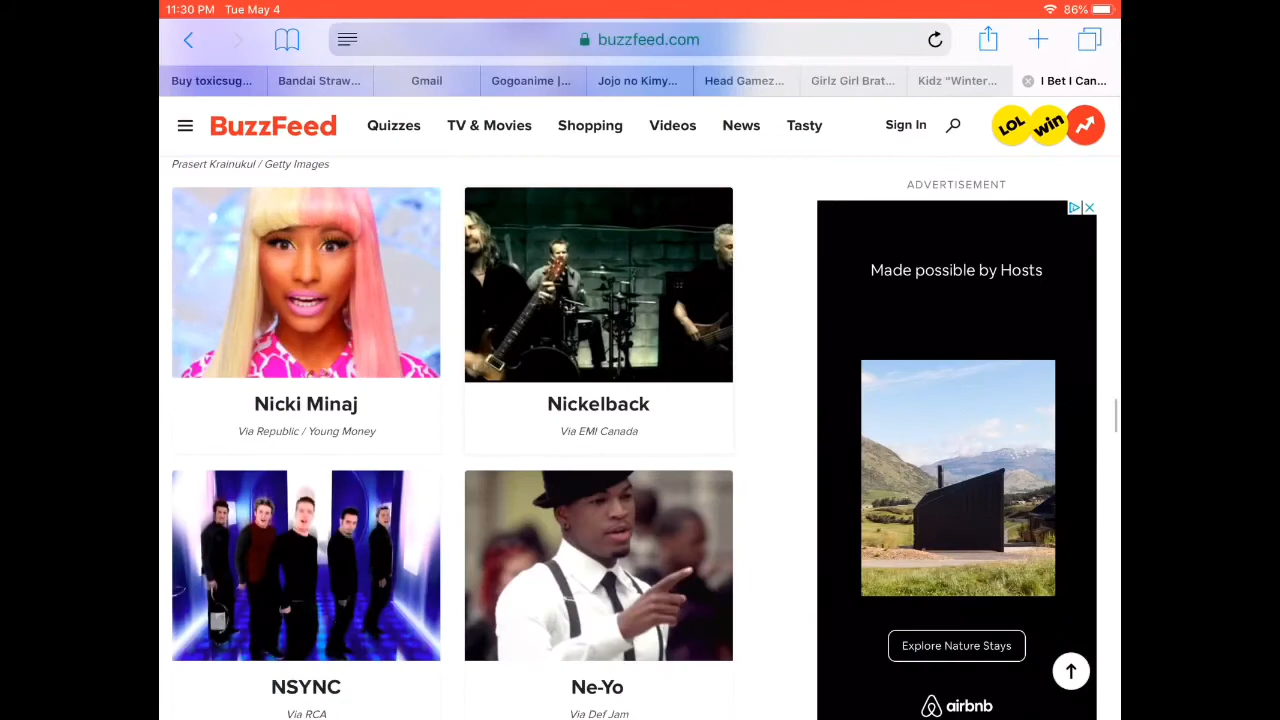 11:30 PM Tue May 4
86%
buzzfeed.com
Buy toxicsug...
Bandai Straw...
Gmail
Gogoanime |...
Jojo no Kimy...
Head Gamez...
Girlz Girl Brat...
Kidz "Winter...
I Bet I Can...
BuzzFeed
Quizzes
TV & Movies
Shopping
Videos
News
Tasty
Sign In
LOL
win
Prasert Krainukul / Getty Images
ADVERTISEMENT
Made possible by Hosts
Nicki Minaj
Via Republic / Young Money
Nickelback
Via EMI Canada
NSYNC
Via RCA
Ne-Yo
Via Def Jam
Explore Nature Stays
airbnb